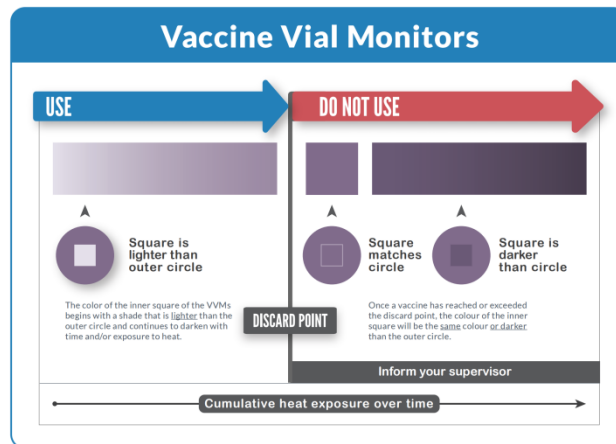 Vaccine Vial Monitors
USE
DO NOT USE
Square is
lighter than
outer circle
Square
matches
circle
Square is
darker
than circle
The color of the inner square of the VVMs
begins with a shade that is lighter than the
outer circle and continues to darken with
time and/or exposure to heat.
DISCARD POINT
Once a vaccine has reached or exceeded
the discard point, the colour of the inner
square will be the same colour or darker
than the outer circle.
Inform your supervisor
Cumulative heat exposure over time